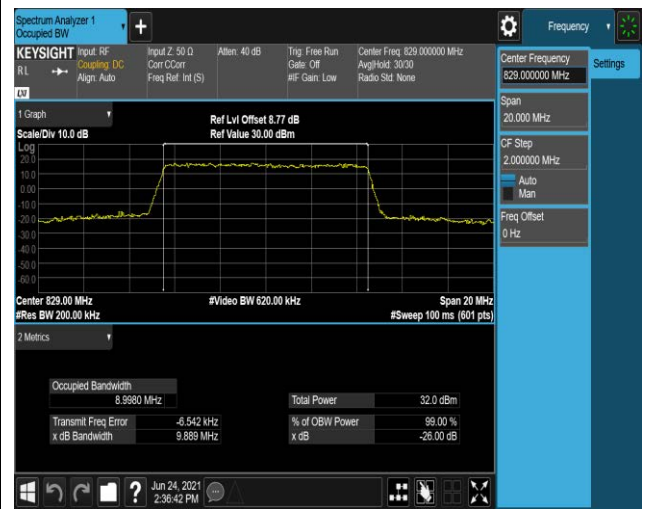 Spectrum Analyzer 1
Occupied BW
+
Frequency
KEYSIGHT
RL
LXI
Input: RF
Coupling: DC
Align: Auto
Input Z: 50 Ω
Corr CCorr
Freq Ref: Int (S)
Atten: 40 dB
Trig: Free Run
Gate: Off
#IF Gain: Low
Center Freq: 829.000000 MHz
Avg|Hold: 30/30
Radio Std: None
Center Frequency
829.000000 MHz
Settings
Span
20.000 MHz
CF Step
2.000000 MHz
Auto
Man
Freq Offset
0 Hz
1 Graph
Scale/Div 10.0 dB
Ref Lvl Offset 8.77 dB
Ref Value 30.00 dBm
Log
20.0
10.0
0.00
-10.0
-20.0
-30.0
-40.0
-50.0
-60.0
Center 829.00 MHz
#Res BW 200.00 kHz
#Video BW 620.00 kHz
Span 20 MHz
#Sweep 100 ms (601 pts)
2 Metrics
Occupied Bandwidth
8.9980 MHz
Total Power 32.0 dBm
Transmit Freq Error -6.542 kHz
% of OBW Power 99.00 %
x dB Bandwidth 9.889 MHz
x dB -26.00 dB
?
Jun 24, 2021
2:36:42 PM